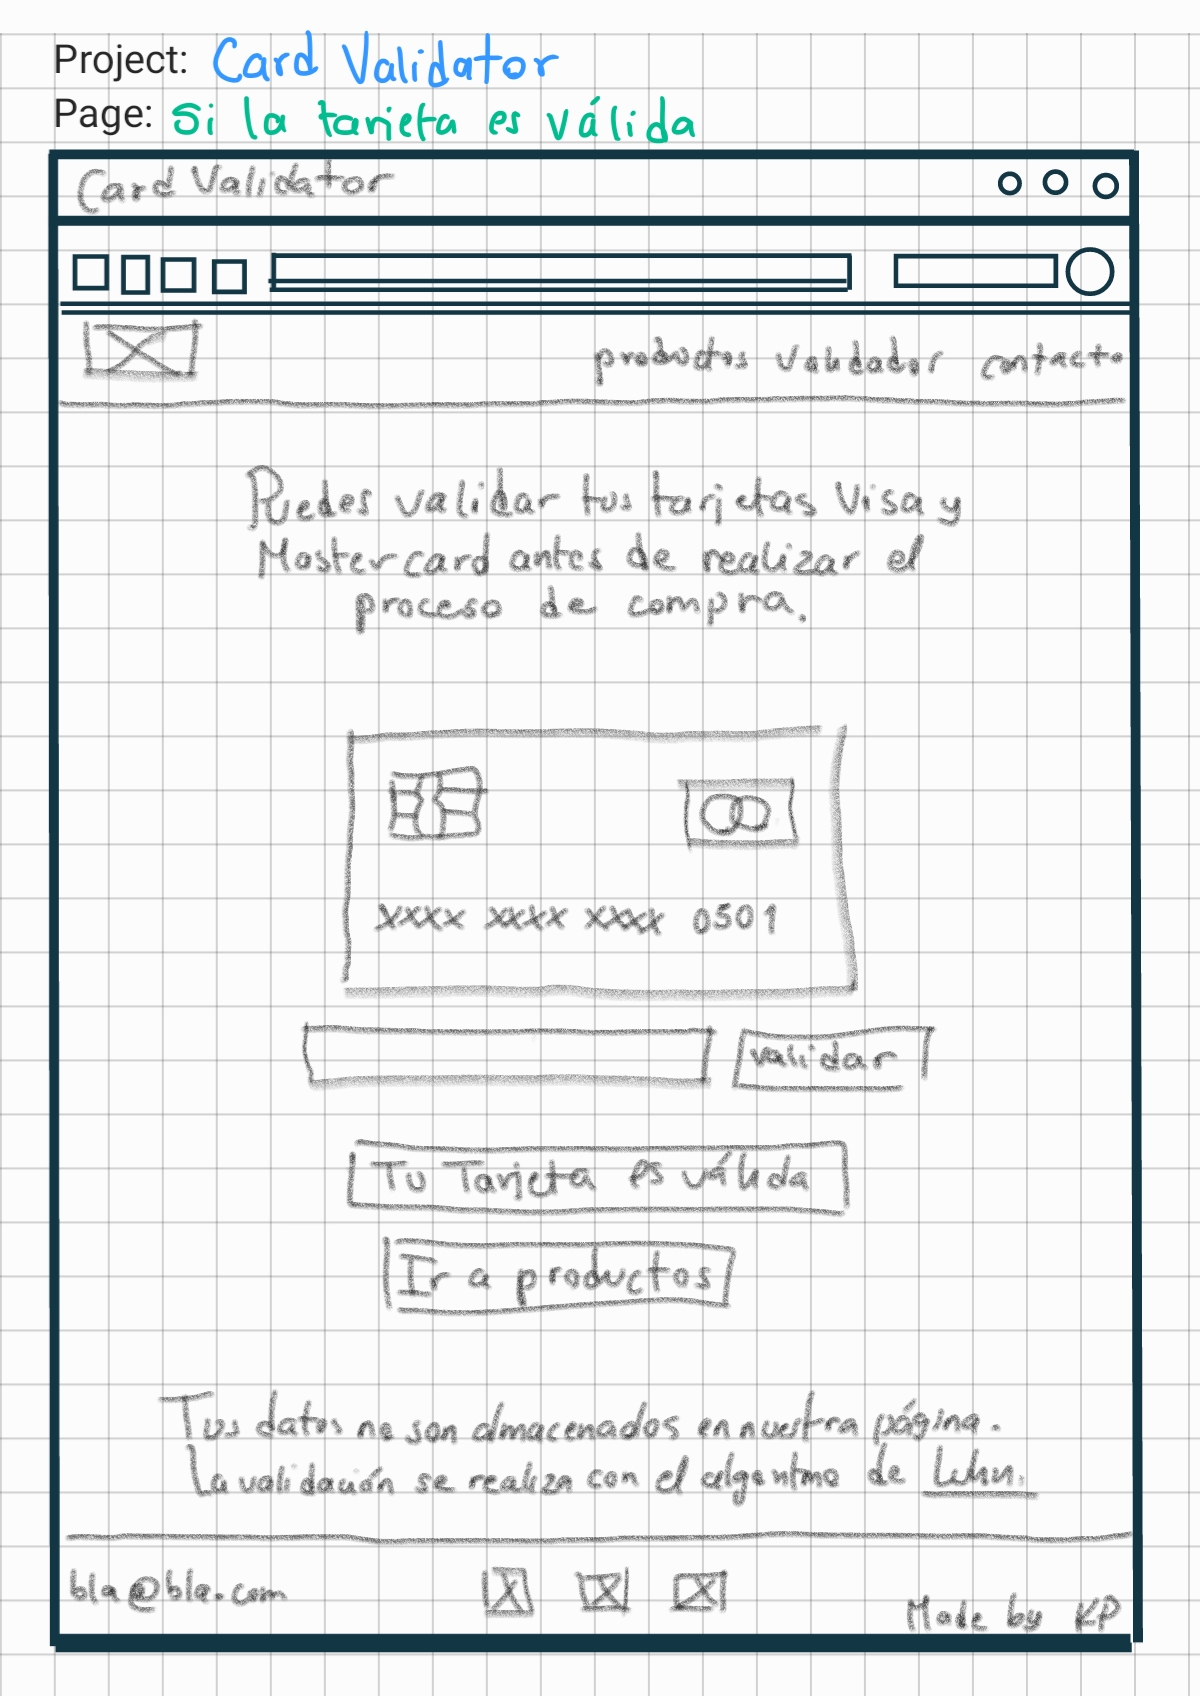 Project: Card Validator
Page: Si la tarjeta es válida
Card Validator
productos validador contacto
Puedes validar tus tarjetas Visa y
Mastercard antes de realizar el
proceso de compra.
xxxx xxxx xxxx 0501
validar
Tu Tarjeta es válida
Ir a productos
Tus datos no son almacenados en nuestra página.
La validación se realiza con el algoritmo de Luhn.
bla@bla.com
Made by KP